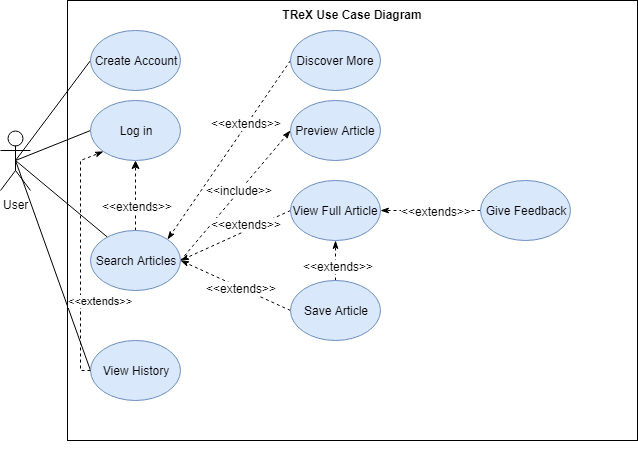 TReX Use Case Diagram
Create Account
Discover More
Log in
<<extends>>
Preview Article
<<include>>
User
<<extends>>
View Full Article
<<extends>>
Give Feedback
<<extends>>
Search Articles
<<extends>>
<<extends>>
<<extends>>
Save Article
View History